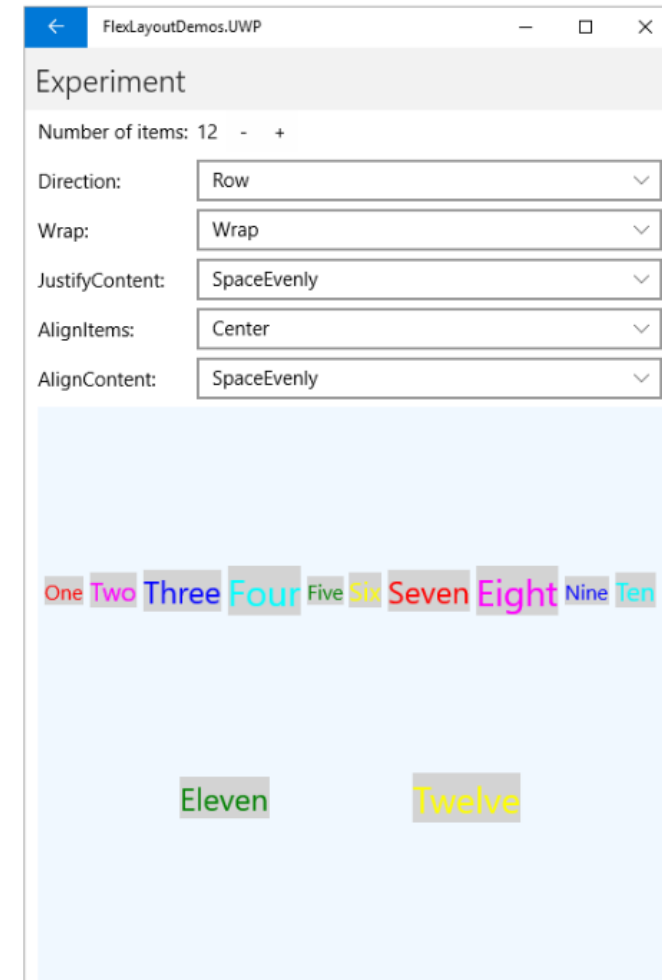 FlexLayoutDemos.UWP
Experiment
Number of items: 12 - +
Direction: Row
Wrap: Wrap
JustifyContent: SpaceEvenly
AlignItems: Center
AlignContent: SpaceEvenly
One Two Three Four Five Six Seven Eight Nine Ten
Eleven Twelve